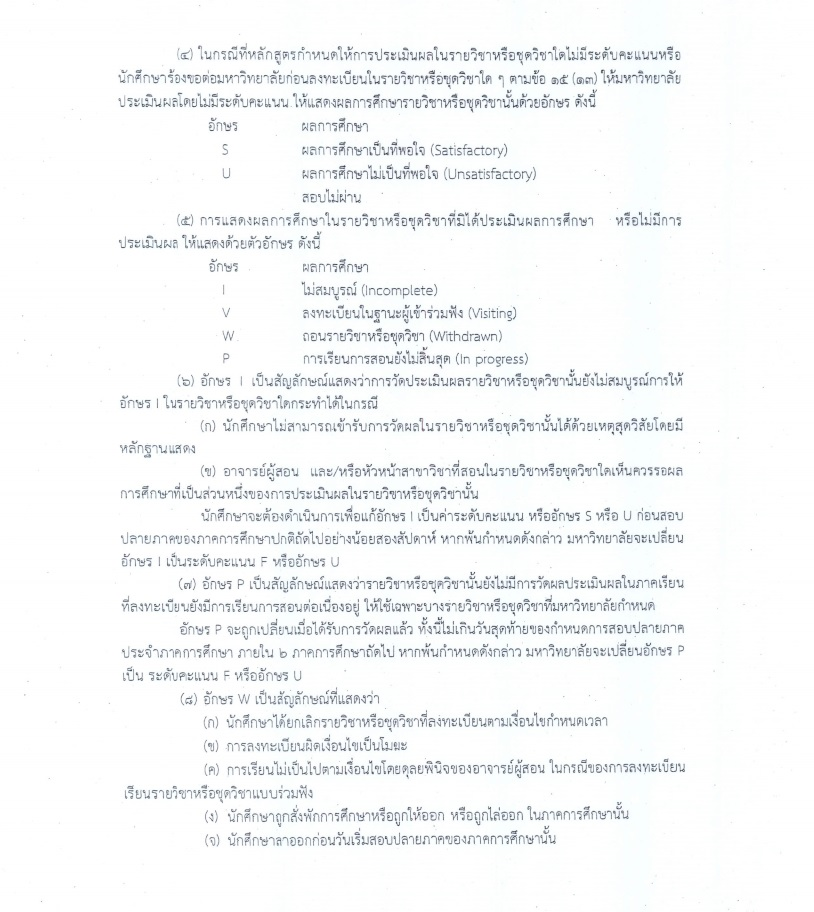 (๔) ในกรณีที่หลักสูตรกำหนดให้การประเมินผลในรายวิชาหรือชุดวิชาใดไม่มีระดับคะแนนหรือ
นักศึกษาร้องขอต่อมหาวิทยาลัยก่อนลงทะเบียนในรายวิชาหรือชุดวิชาใด ๆ ตามข้อ ๑๕ (๑๓) ให้มหาวิทยาลัย
ประเมินผลโดยไม่มีระดับคะแนน ให้แสดงผลการศึกษารายวิชาหรือชุดวิชานั้นด้วยอักษร ดังนี้
อักษร ผลการศึกษา
S ผลการศึกษาเป็นที่พอใจ (Satisfactory)
U ผลการศึกษาไม่เป็นที่พอใจ (Unsatisfactory)
สอบไม่ผ่าน
(๕) การแสดงผลการศึกษาในรายวิชาหรือชุดวิชาที่มิได้ประเมินผลการศึกษา หรือไม่มีการ
ประเมินผล ให้แสดงด้วยตัวอักษร ดังนี้
อักษร ผลการศึกษา
I ไม่สมบูรณ์ (Incomplete)
V ลงทะเบียนในฐานะผู้เข้าร่วมฟัง (Visiting)
W ถอนรายวิชาหรือชุดวิชา (Withdrawn)
P การเรียนการสอนยังไม่สิ้นสุด (In progress)
(๖) อักษร I เป็นสัญลักษณ์แสดงว่าการวัดประเมินผลรายวิชาหรือชุดวิชานั้นยังไม่สมบูรณ์การให้
อักษร I ในรายวิชาหรือชุดวิชาใดกระทำได้ในกรณี
(ก) นักศึกษาไม่สามารถเข้ารับการวัดผลในรายวิชาหรือชุดวิชานั้นได้ด้วยเหตุสุดวิสัยโดยมี
หลักฐานแสดง
(ข) อาจารย์ผู้สอน และ/หรือหัวหน้าสาขาวิชาที่สอนในรายวิชาหรือชุดวิชาใดเห็นควรรอผล
การศึกษาที่เป็นส่วนหนึ่งของการประเมินผลในรายวิชาหรือชุดวิชานั้น
นักศึกษาจะต้องดำเนินการเพื่อแก้อักษร I เป็นค่าระดับคะแนน หรืออักษร S หรือ U ก่อนสอบ
ปลายภาคของภาคการศึกษาปกติถัดไปอย่างน้อยสองสัปดาห์ หากพ้นกำหนดดังกล่าว มหาวิทยาลัยจะเปลี่ยน
อักษร I เป็นระดับคะแนน F หรืออักษร U
(๗) อักษร P เป็นสัญลักษณ์แสดงว่ารายวิชาหรือชุดวิชานั้นยังไม่มีการวัดผลประเมินผลในภาคเรียน
ที่ลงทะเบียนยังมีการเรียนการสอนต่อเนื่องอยู่ ให้ใช้เฉพาะบางรายวิชาหรือชุดวิชาที่มหาวิทยาลัยกำหนด
อักษร P จะถูกเปลี่ยนเมื่อได้รับการวัดผลแล้ว ทั้งนี้ไม่เกินวันสุดท้ายของกำหนดการสอบปลายภาค
ประจำภาคการศึกษา ภายใน ๒ ภาคการศึกษาถัดไป หากพ้นกำหนดดังกล่าว มหาวิทยาลัยจะเปลี่ยนอักษร P
เป็น ระดับคะแนน F หรืออักษร U
(๘) อักษร W เป็นสัญลักษณ์ที่แสดงว่า
(ก) นักศึกษาได้ยกเลิกรายวิชาหรือชุดวิชาที่ลงทะเบียนตามเงื่อนไขกำหนดเวลา
(ข) การลงทะเบียนผิดเงื่อนไขเป็นโมฆะ
(ค) การเรียนไม่เป็นไปตามเงื่อนไขโดยดุลยพินิจของอาจารย์ผู้สอน ในกรณีของการลงทะเบียน
เรียนรายวิชาหรือชุดวิชาแบบร่วมฟัง
(ง) นักศึกษาถูกสั่งพักการศึกษาหรือถูกให้ออก หรือถูกไล่ออก ในภาคการศึกษานั้น
(จ) นักศึกษาลาออกก่อนวันเริ่มสอบปลายภาคของภาคการศึกษานั้น